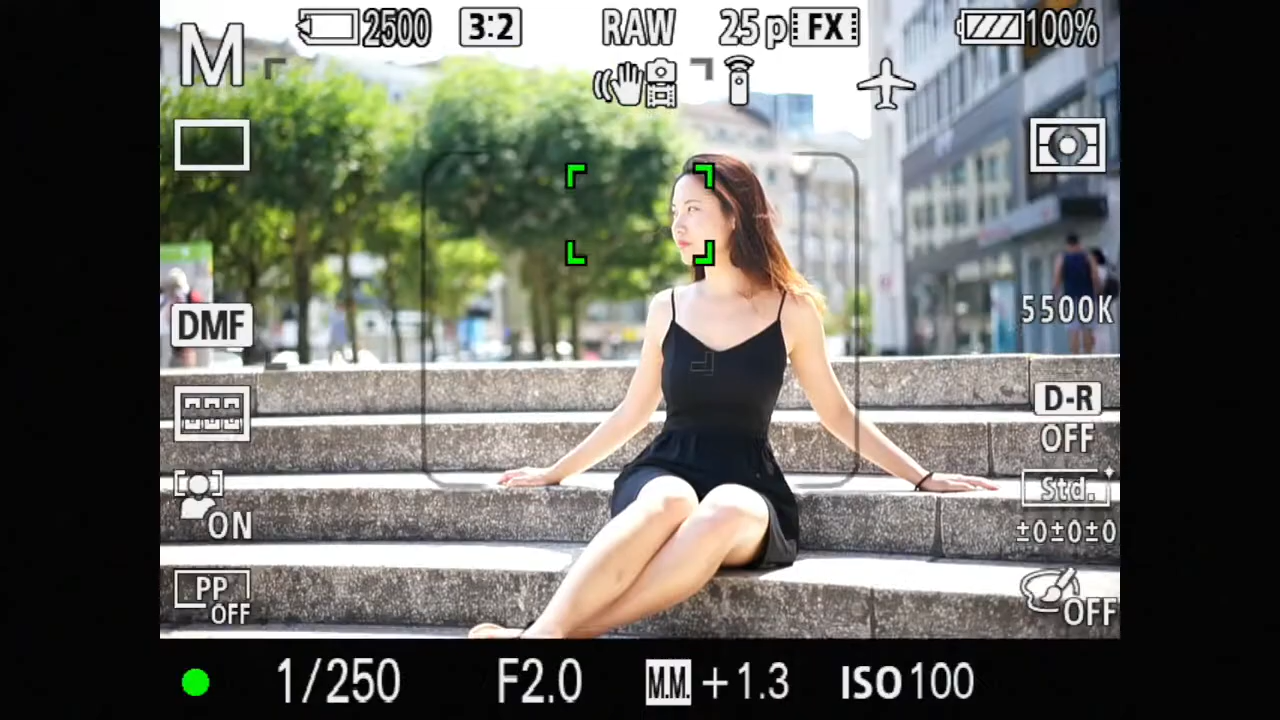 M 2500 3:2 RAW 25p FX 100%
DMF
5500K
D-R
OFF
Std.
±0±0±0
ON
PP
OFF
OFF
1/250 F2.0 M.M. +1.3 ISO 100